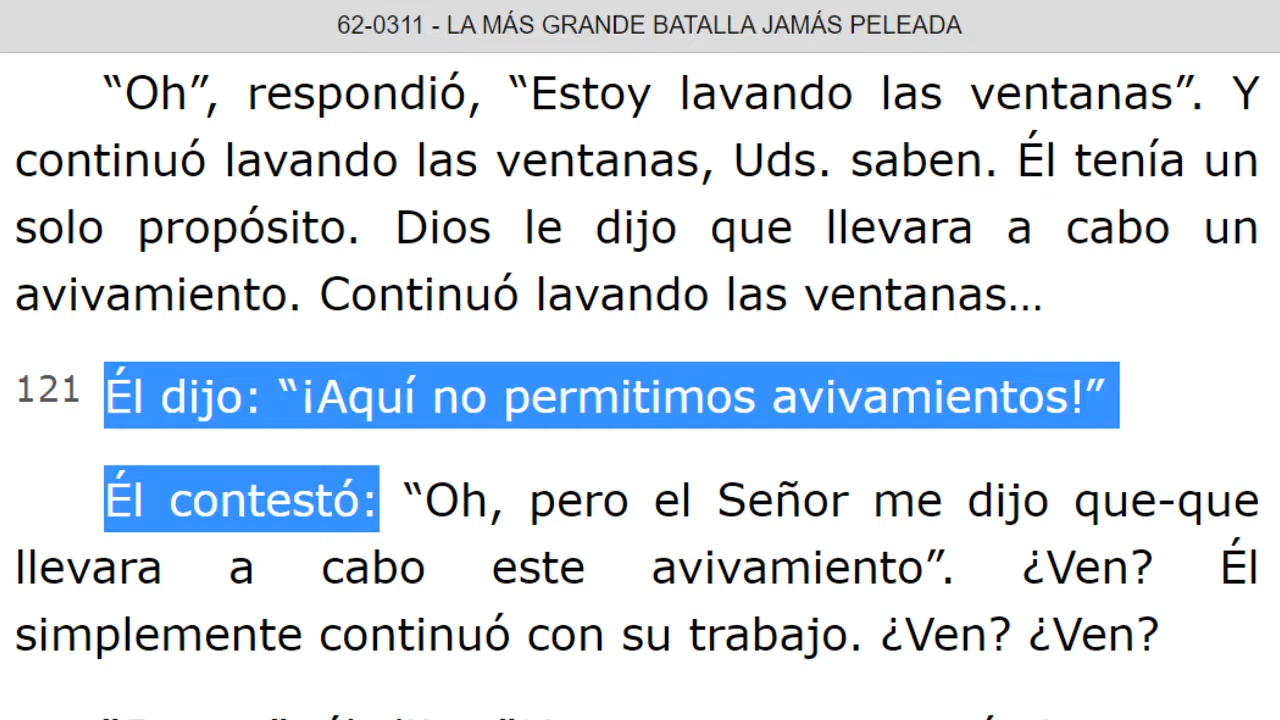 62-0311 - LA MÁS GRANDE BATALLA JAMÁS PELEADA
“Oh”, respondió, “Estoy lavando las ventanas”. Y
continuó lavando las ventanas, Uds. saben. Él tenía un
solo propósito. Dios le dijo que llevara a cabo un
avivamiento. Continuó lavando las ventanas…
121 Él dijo: “¡Aquí no permitimos avivamientos!”
Él contestó: “Oh, pero el Señor me dijo que-que
llevara a cabo este avivamiento”. ¿Ven? Él
simplemente continuó con su trabajo. ¿Ven? ¿Ven?